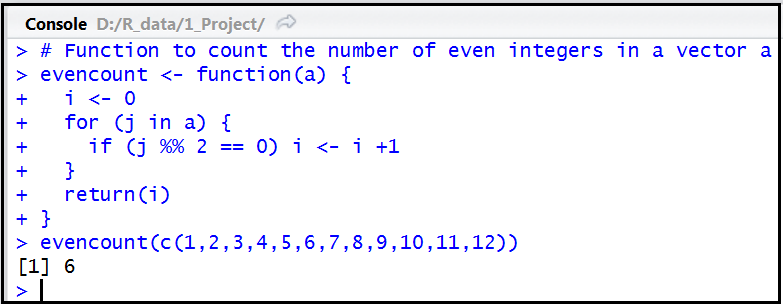 Console D:/R_data/1_Project/
> # Function to count the number of even integers in a vector a
> evencount <- function(a) {
+   i <- 0
+   for (j in a) {
+     if (j %% 2 == 0) i <- i +1
+   }
+   return(i)
+ }
> evencount(c(1,2,3,4,5,6,7,8,9,10,11,12))
[1] 6
>